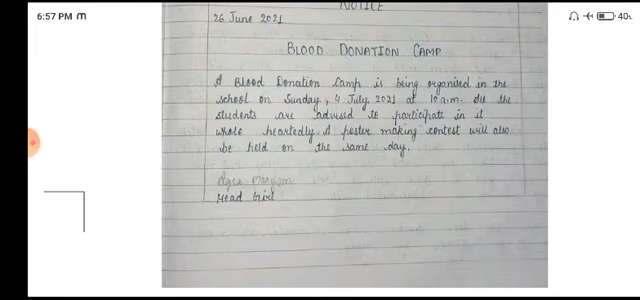 6:57 PM m
40%
NOTICE
26 June 2021
BLOOD DONATION CAMP
A Blood Donation Camp is being organised in the
school on Sunday, 4 July 2021 at 10 a.m. All the
students are advised to participate in it
whole heartedly. A poster making contest will also
be held on the same day.
Maryam
Head Girl